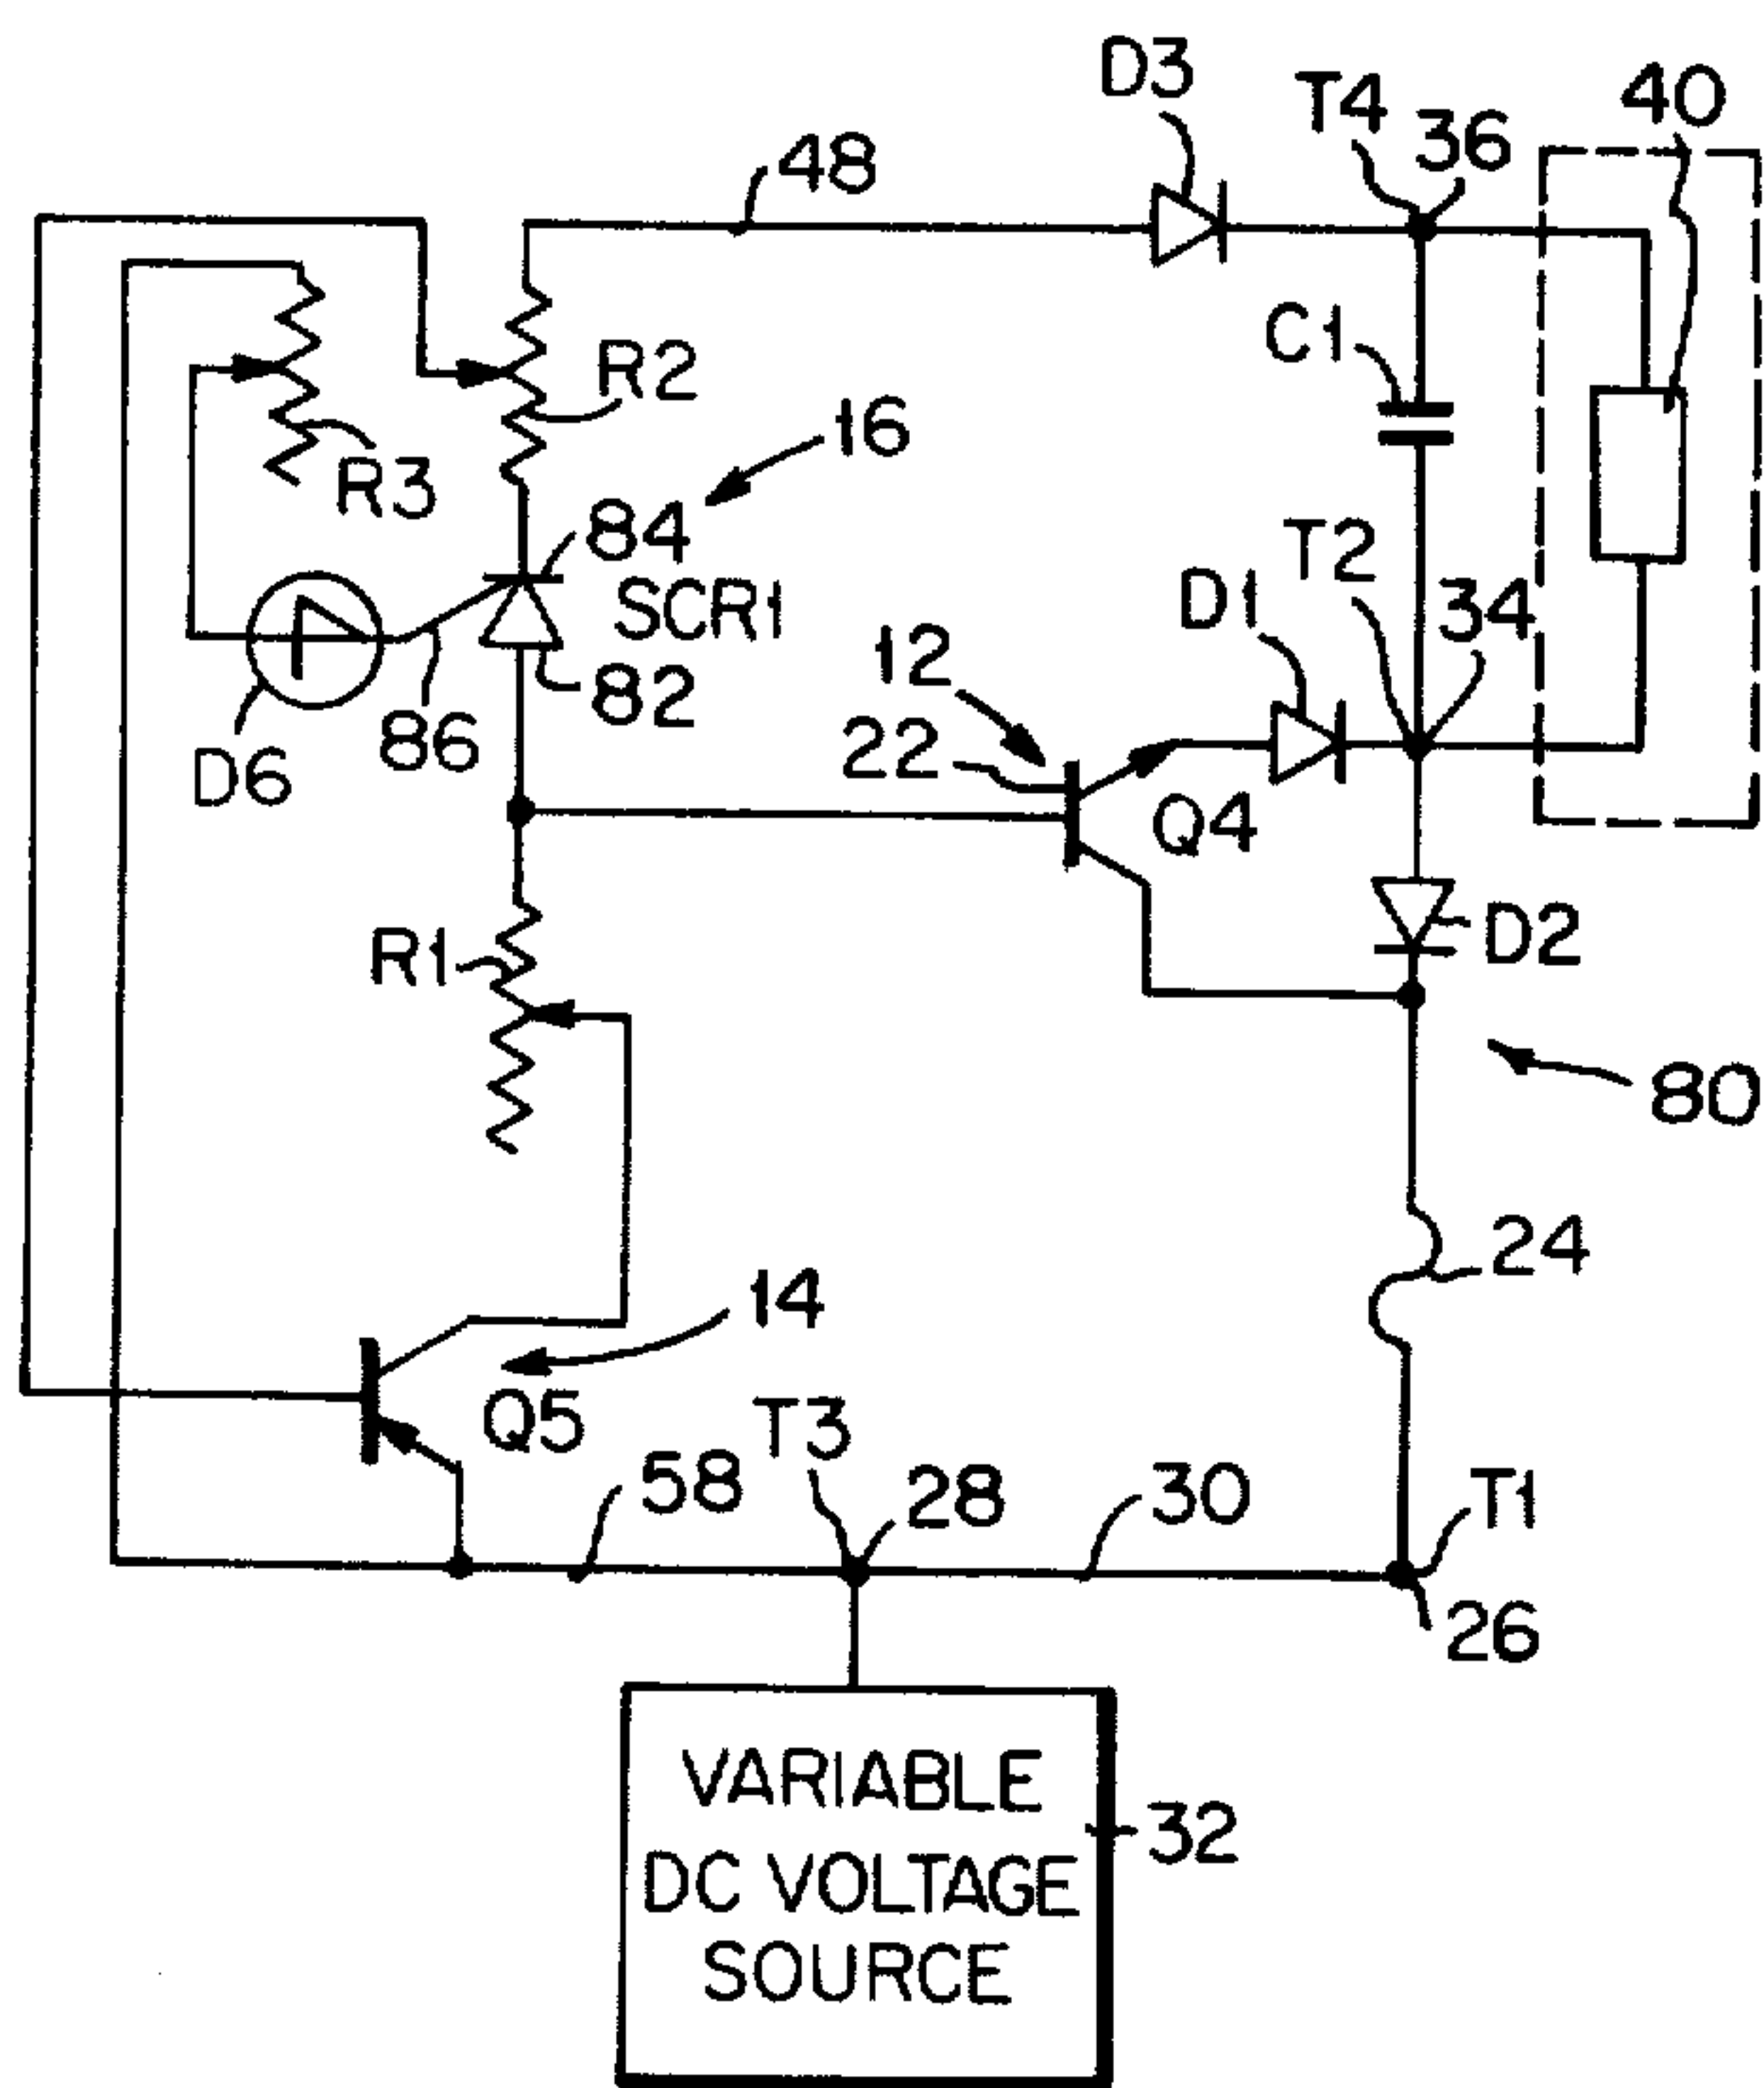 D3
T4
36
40
48
C1
R2
16
R3
84
SCR1
T2
D1
34
12
82
22
86
D6
Q4
R1
D2
80
24
14
Q5
T3
58
28
30
T1
26
VARIABLE
DC VOLTAGE
SOURCE
32